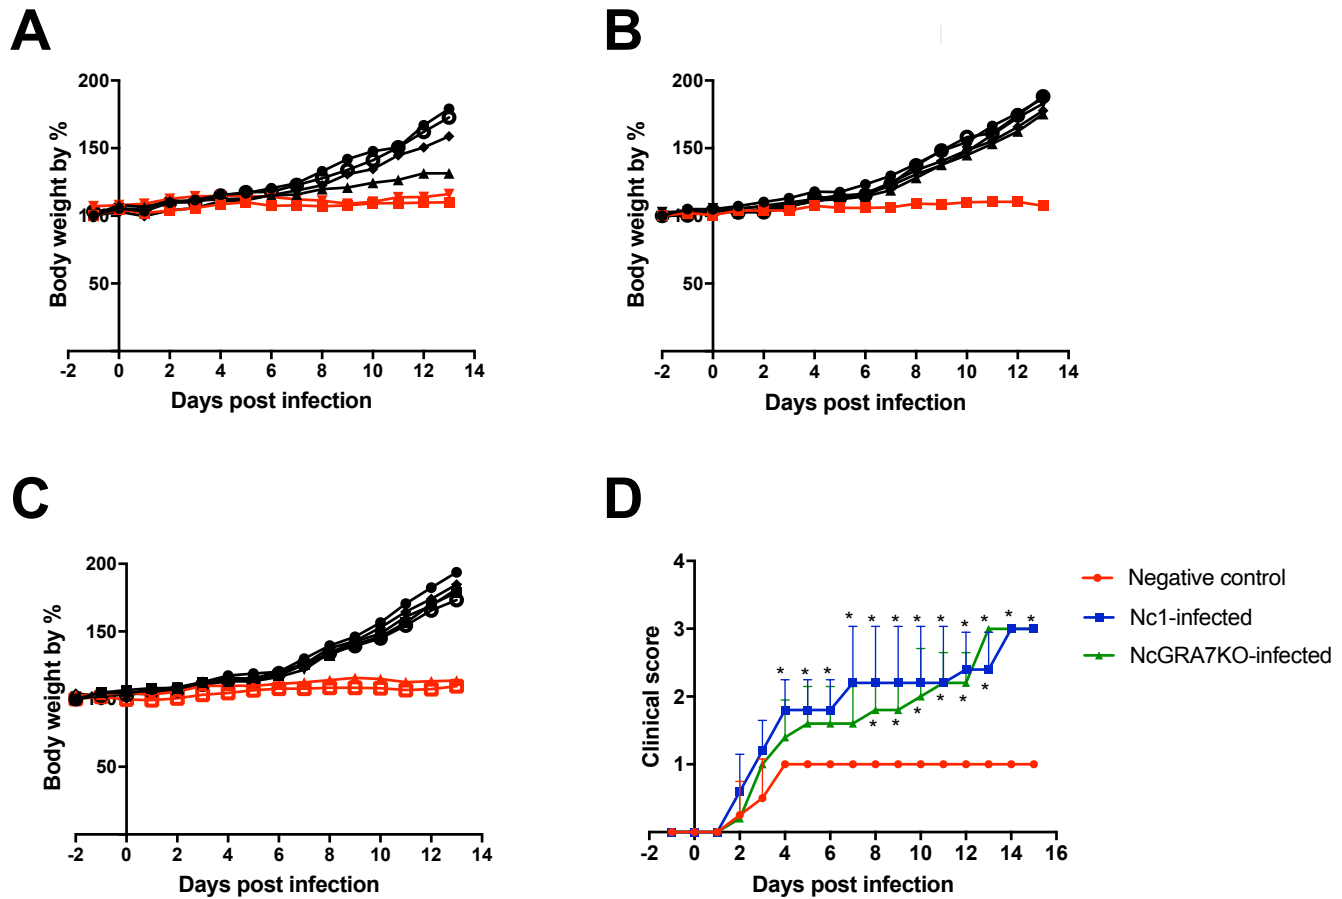 A
200
150
100
50
Body weight by %
-2 0 2 4 6 8 10 12 14
Days post infection
B
200
150
100
50
Body weight by %
-2 0 2 4 6 8 10 12 14
Days post infection
C
200
150
100
50
Body weight by %
-2 0 2 4 6 8 10 12 14
Days post infection
D
4
3
2
1
Clinical score
* * * * * * * * * * * *
* * * * * *
-2 0 2 4 6 8 10 12 14 16
Days post infection
Negative control
Nc1-infected
NcGRA7KO-infected